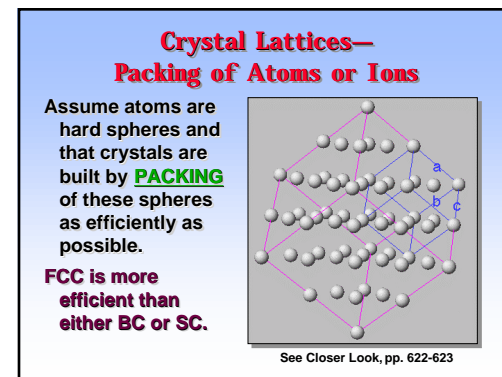 Crystal Lattices—
Packing of Atoms or Ions
Assume atoms are
hard spheres and
that crystals are
built by PACKING
of these spheres
as efficiently as
possible.
FCC is more
efficient than
either BC or SC.
a
b
c
See Closer Look, pp. 622-623